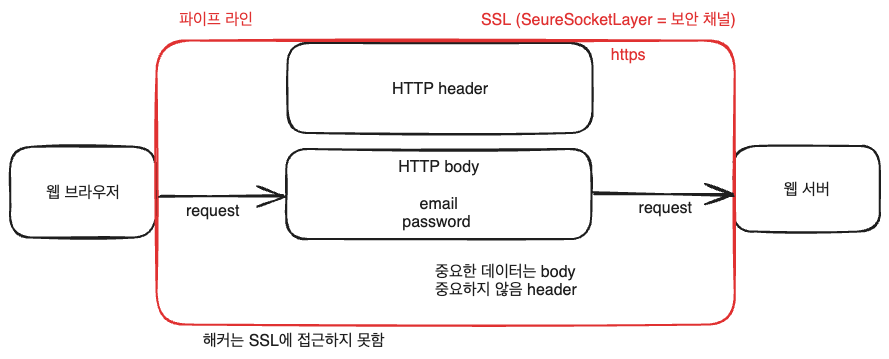 파이프 라인
SSL (SeureSocketLayer = 보안 채널)
https
HTTP header
웹 브라우저
request
HTTP body
email
password
request
웹 서버
중요한 데이터는 body
중요하지 않음 header
해커는 SSL에 접근하지 못함